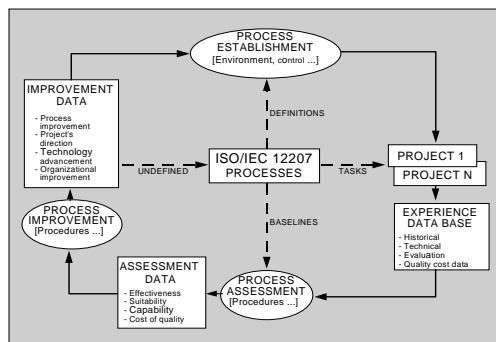 PROCESS
ESTABLISHMENT
[Environment, control ...]
IMPROVEMENT
DATA
- Process
improvement
- Project's
direction
- Technology
advancement
- Organizational
improvement
DEFINITIONS
UNDEFINED
ISO/IEC 12207
PROCESSES
TASKS
PROJECT 1
PROJECT N
BASELINES
PROCESS
IMPROVEMENT
[Procedures ...]
EXPERIENCE
DATA BASE
- Historical
- Technical
- Evaluation
- Quality cost data
ASSESSMENT
DATA
- Effectiveness
- Suitability
- Capability
- Cost of quality
PROCESS
ASSESSMENT
[Procedures ...]